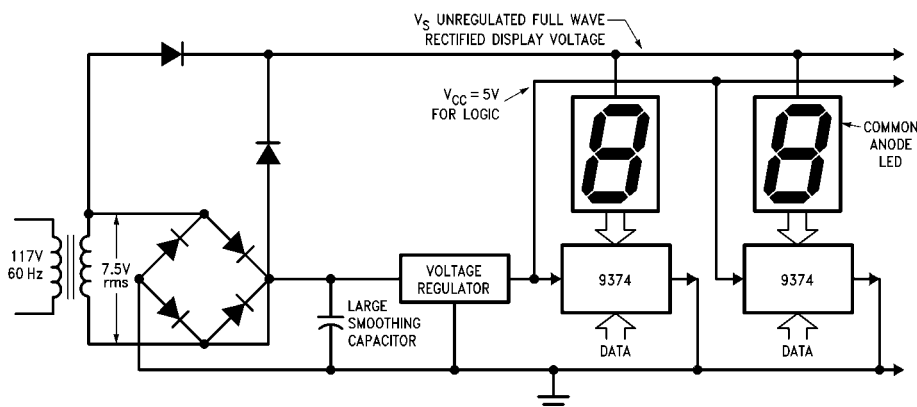 VS UNREGULATED FULL WAVE
RECTIFIED DISPLAY VOLTAGE
VCC = 5V
FOR LOGIC
COMMON
ANODE
LED
117V
60 Hz
7.5V
rms
VOLTAGE
REGULATOR
9374
9374
LARGE
SMOOTHING
CAPACITOR
DATA
DATA